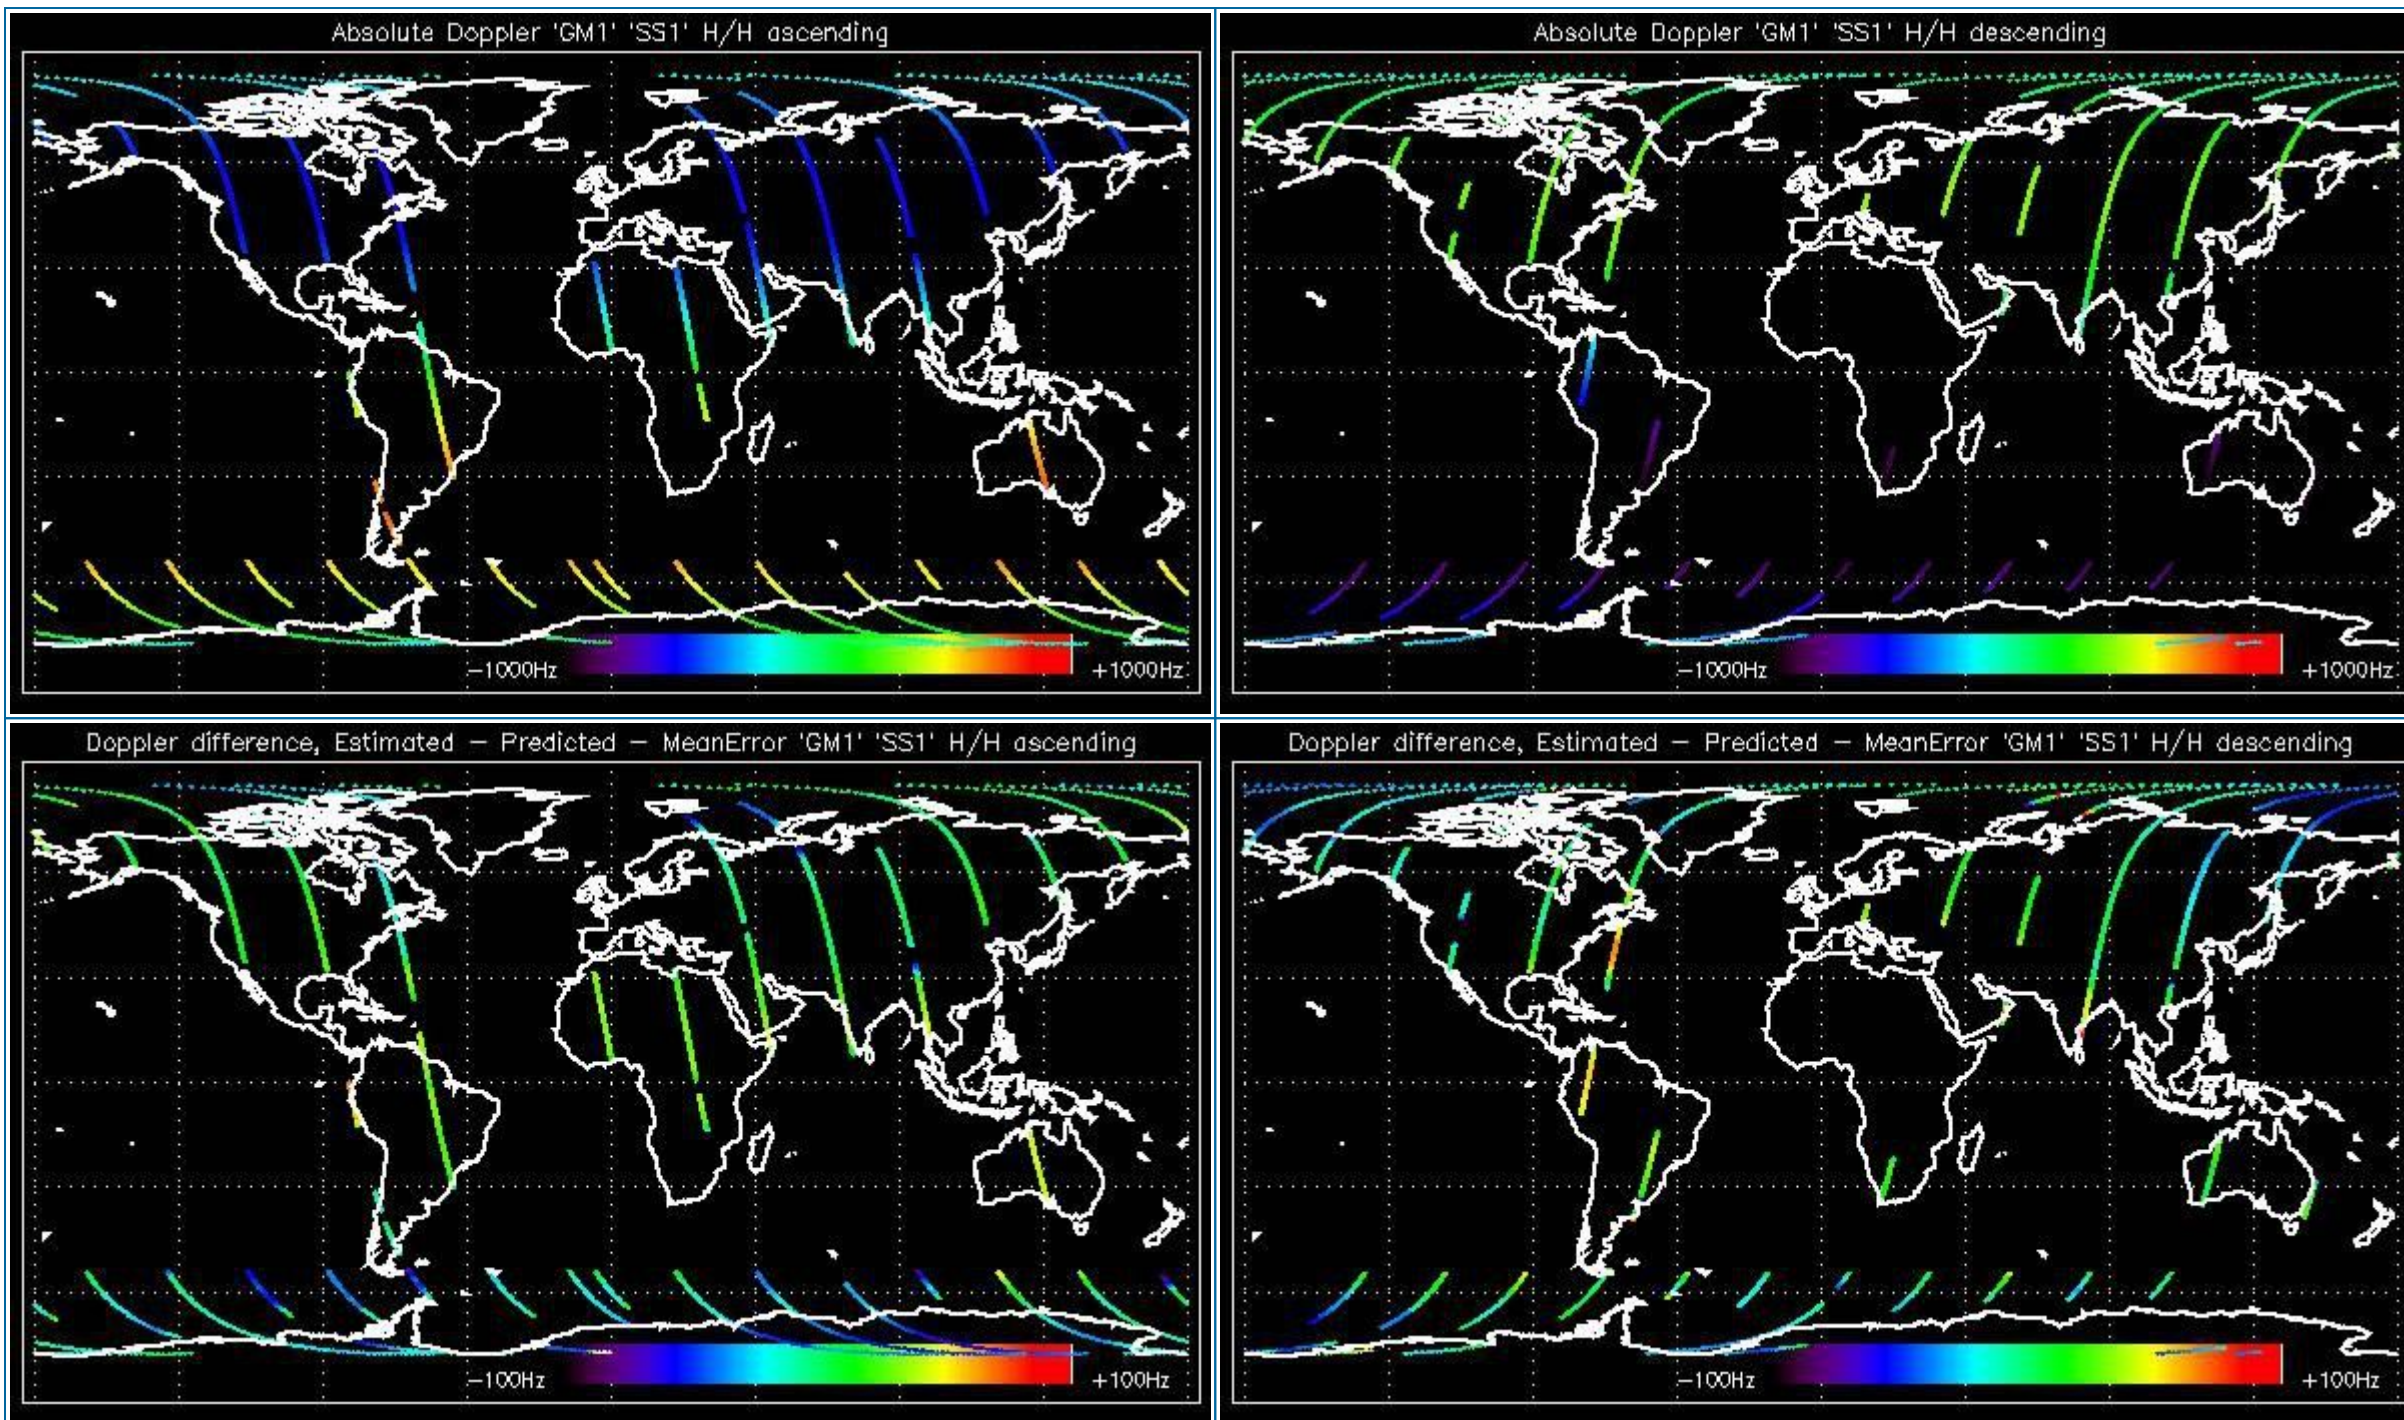 Absolute Doppler 'GM1' 'SS1' H/H ascending
−1000Hz
+1000Hz
Absolute Doppler 'GM1' 'SS1' H/H descending
−1000Hz
+1000Hz
Doppler difference, Estimated − Predicted − MeanError 'GM1' 'SS1' H/H ascending
−100Hz
+100Hz
Doppler difference, Estimated − Predicted − MeanError 'GM1' 'SS1' H/H descending
−100Hz
+100Hz